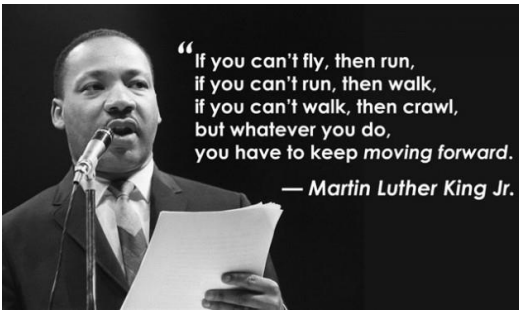 “If you can’t fly, then run,
if you can’t run, then walk,
if you can’t walk, then crawl,
but whatever you do,
you have to keep moving forward.
— Martin Luther King Jr.